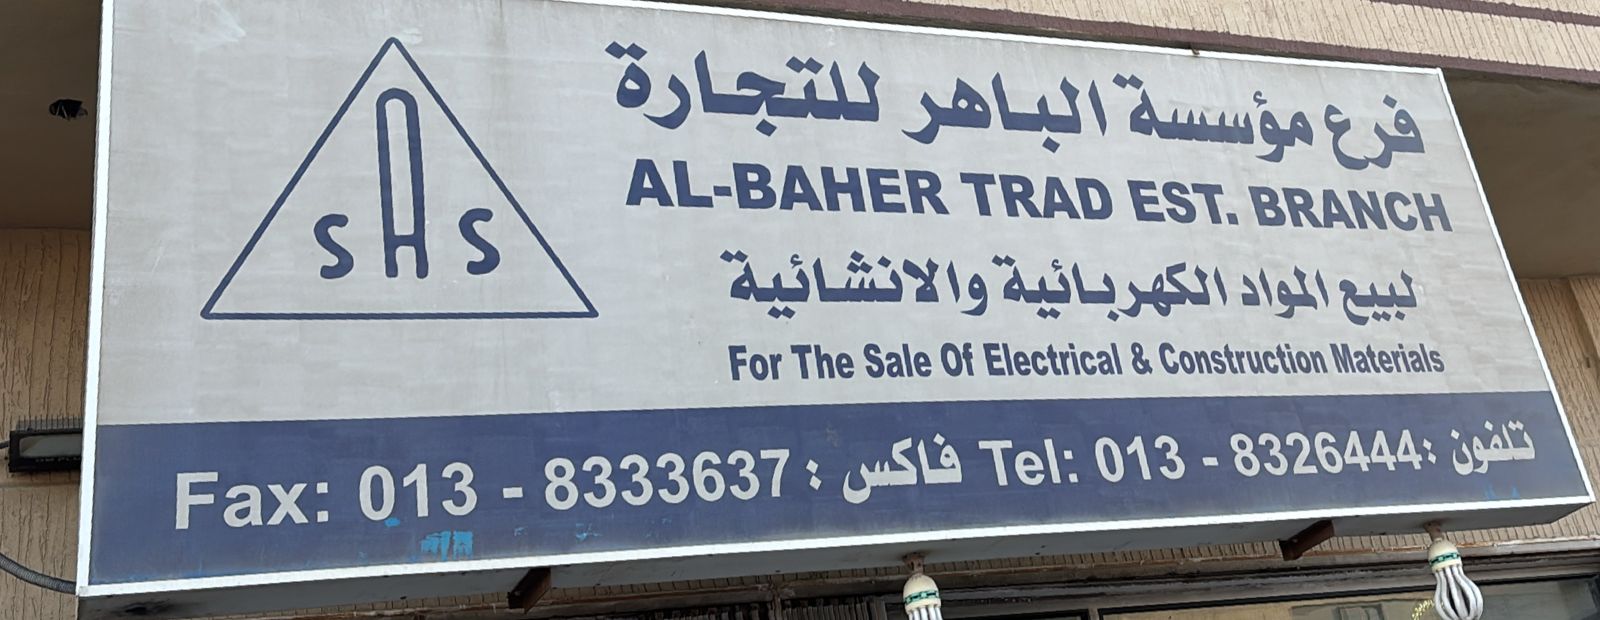 SAS
فرع مؤسسة الباهر للتجارة
AL-BAHER TRAD EST. BRANCH
لبيع المواد الكهربائية والانشائية
For The Sale Of Electrical & Construction Materials
Fax: 013 - 8333637 : فاكس Tel: 013 - 8326444: تلفون